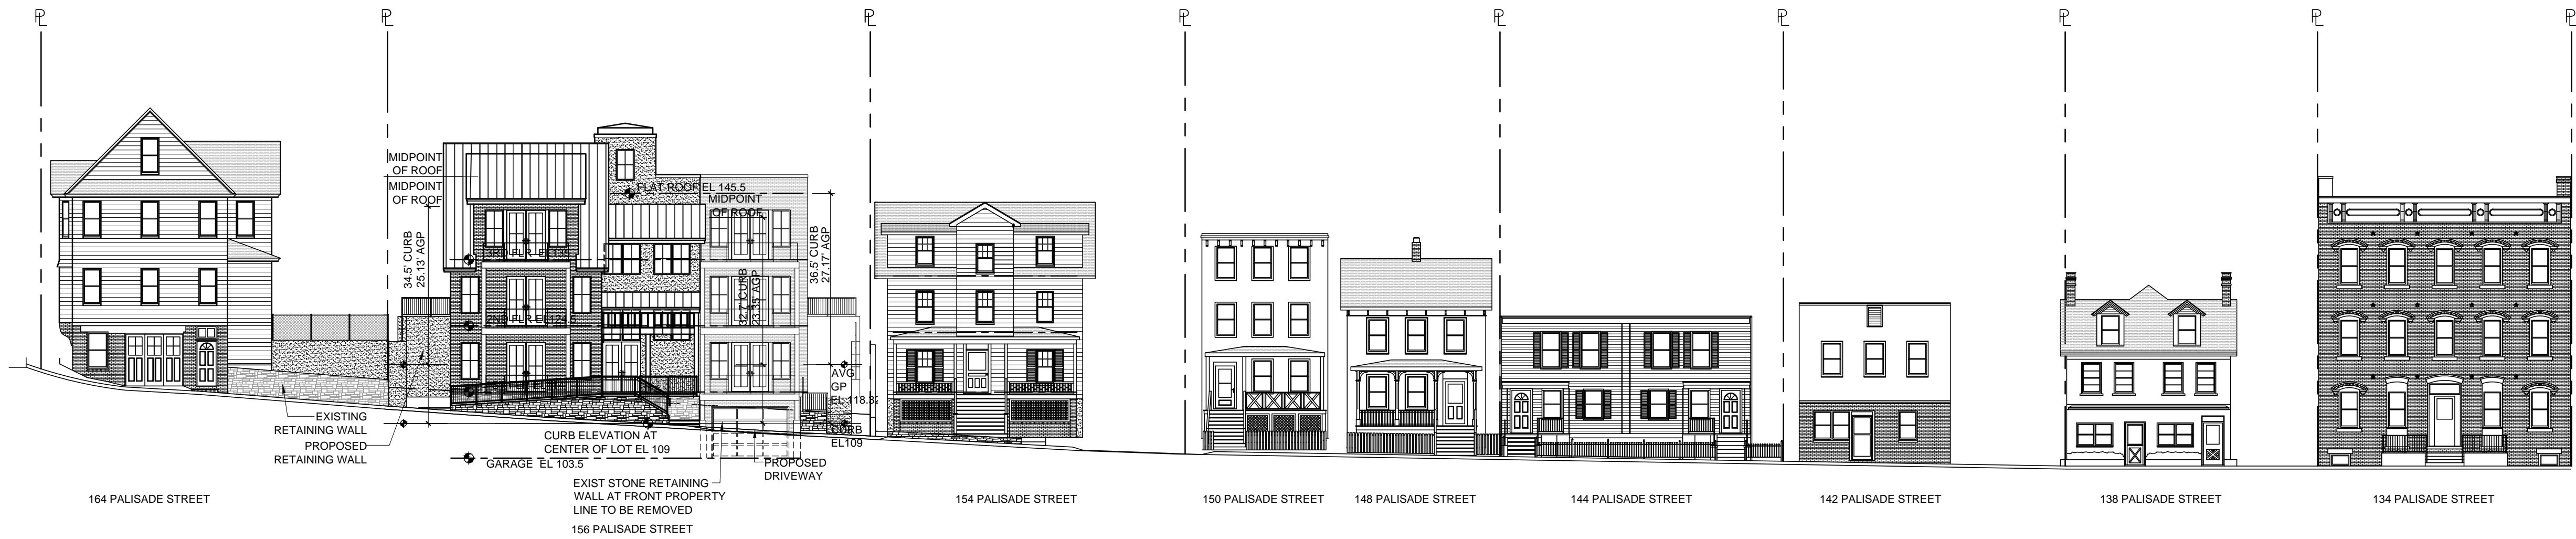 PL
PL
PL
PL
PL
PL
PL
PL
PL
MIDPOINT
OF ROOF
MIDPOINT
OF ROOF
FLAT ROOF EL 145.5
MIDPOINT
OF ROOF
34.5' CURB
25.13' AGP
3RD FLR EL 135
32.7' CURB
23.35' AGP
36.5' CURB
27.17' AGP
2ND FLR EL 124.5
AVG
GP
EL 118.32
CURB
EL109
EXISTING
RETAINING WALL
PROPOSED
RETAINING WALL
CURB ELEVATION AT
CENTER OF LOT EL 109
GARAGE EL 103.5
PROPOSED
DRIVEWAY
EXIST STONE RETAINING
WALL AT FRONT PROPERTY
LINE TO BE REMOVED
164 PALISADE STREET
156 PALISADE STREET
154 PALISADE STREET
150 PALISADE STREET
148 PALISADE STREET
144 PALISADE STREET
142 PALISADE STREET
138 PALISADE STREET
134 PALISADE STREET